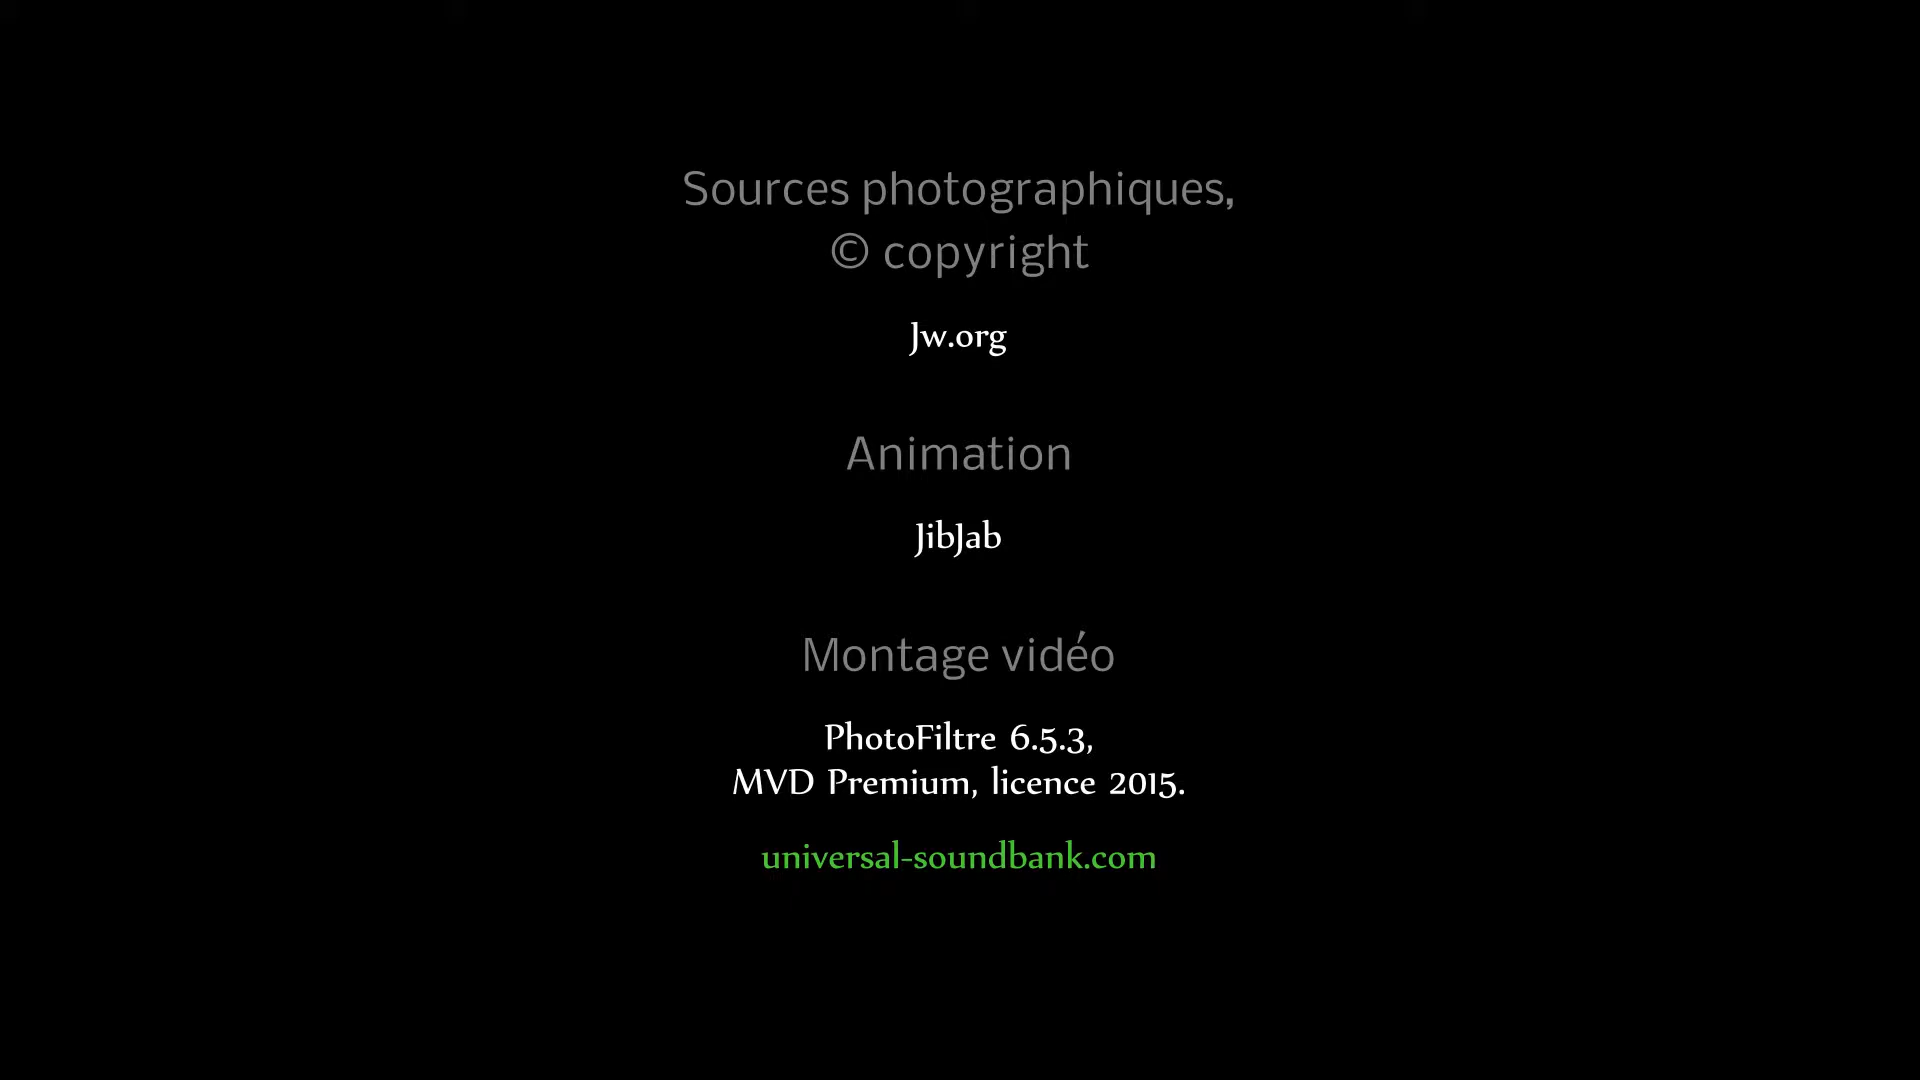 Sources photographiques,
© copyright
Jw.org
Animation
JibJab
Montage vidéo
PhotoFiltre 6.5.3,
MVD Premium, licence 2015.
universal-soundbank.com